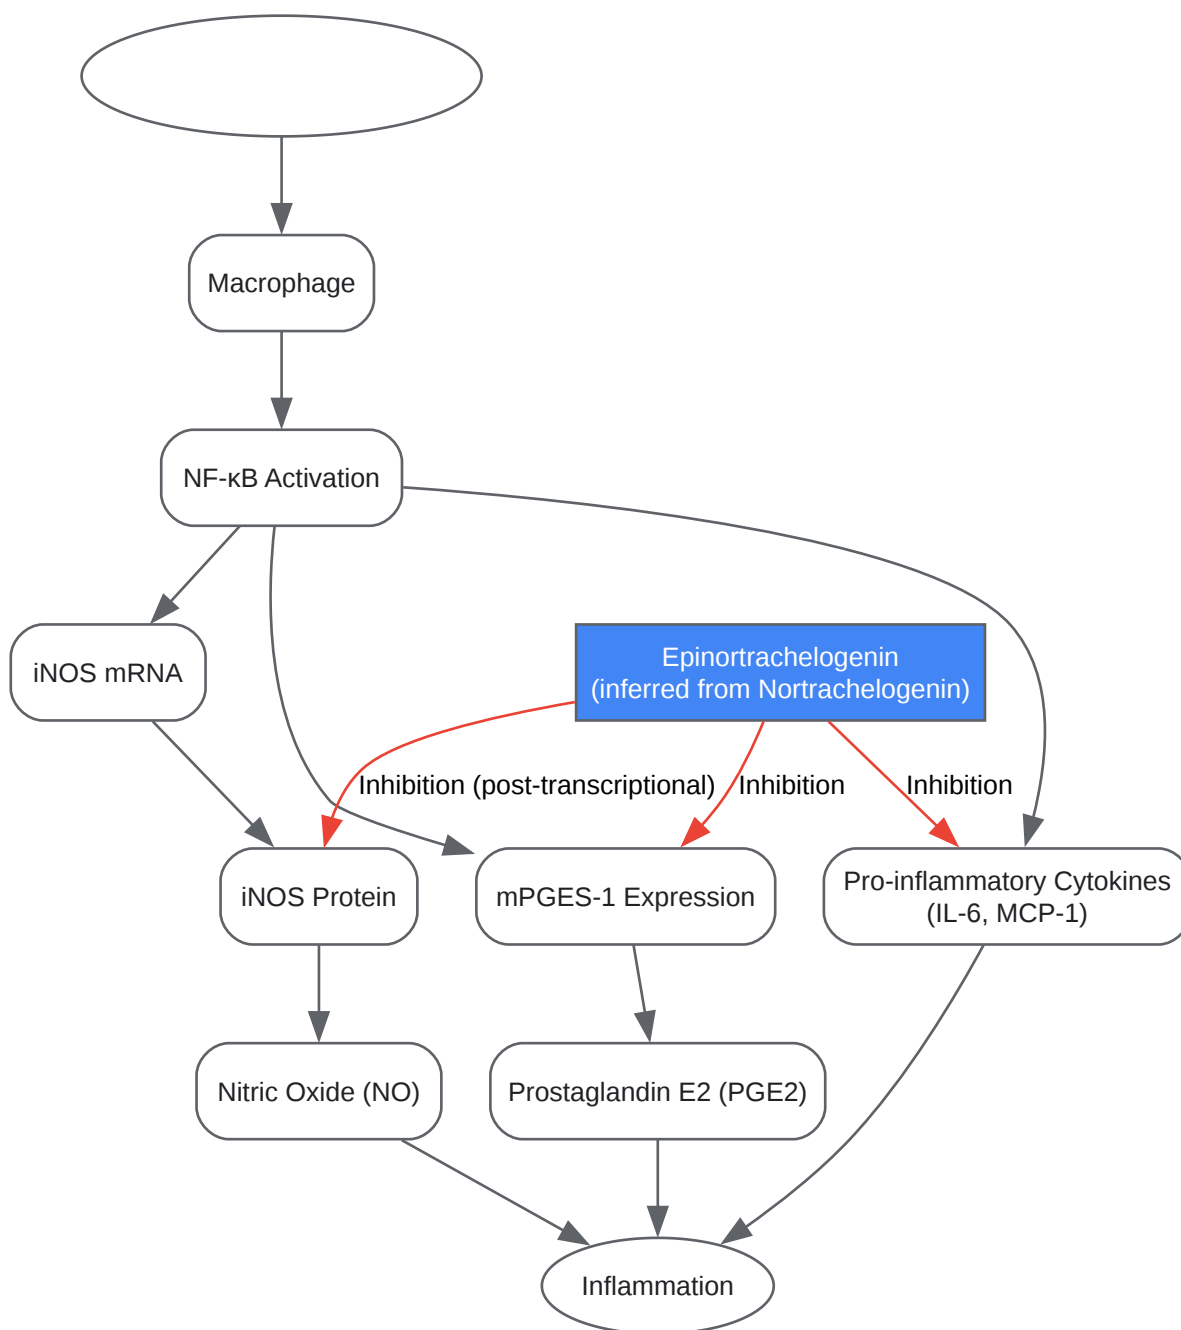 Macrophage
NF-κB Activation
iNOS mRNA
Epinortrachelogenin
(inferred from Nortrachelogenin)
Inhibition (post-transcriptional)
Inhibition
Inhibition
iNOS Protein
mPGES-1 Expression
Pro-inflammatory Cytokines
(IL-6, MCP-1)
Nitric Oxide (NO)
Prostaglandin E2 (PGE2)
Inflammation